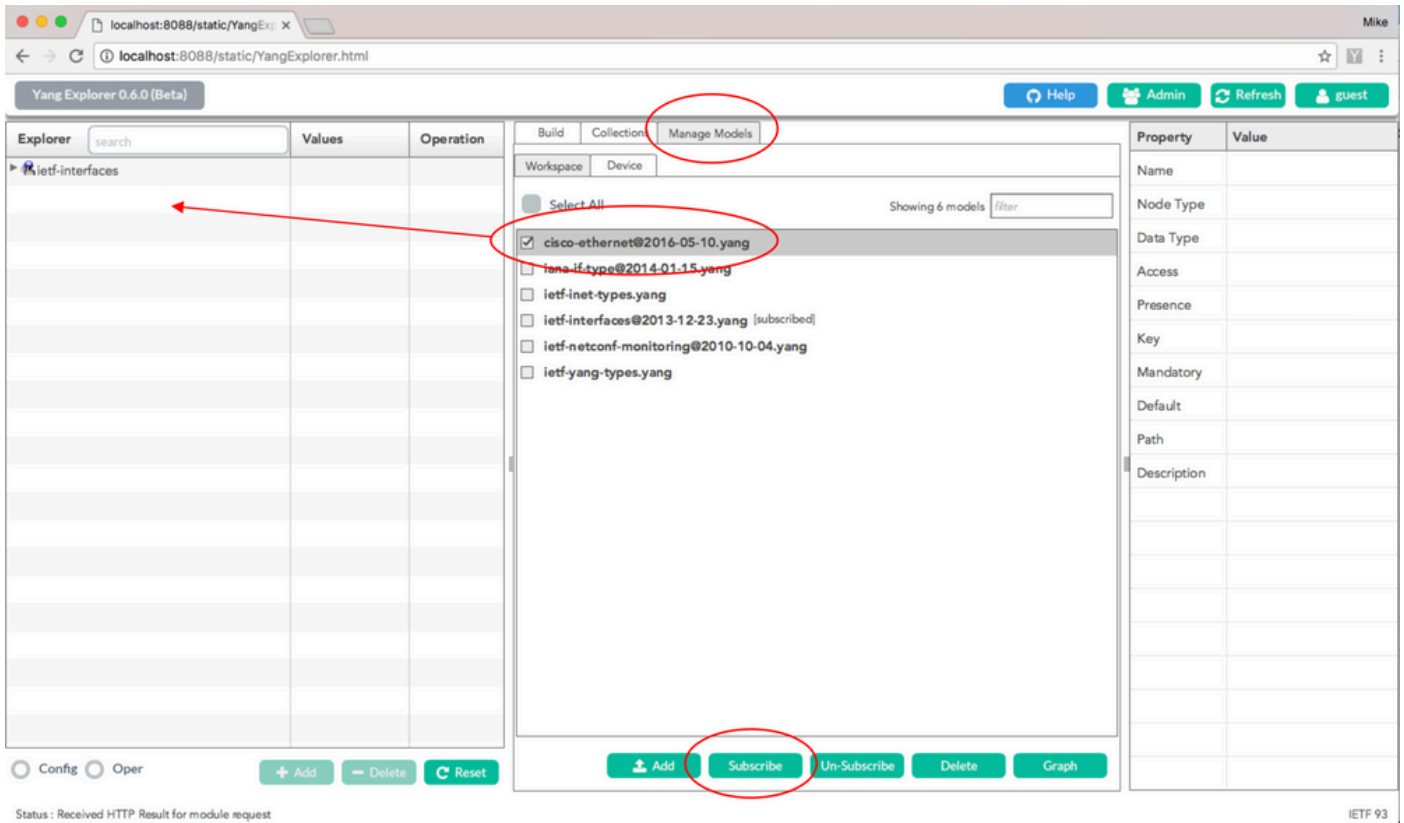 localhost:8088/static/YangExp
Mike
localhost:8088/static/YangExplorer.html
Yang Explorer 0.6.0 (Beta)
Help
Admin
Refresh
guest
Explorer
search
Values
Operation
ietf-interfaces
Config
Oper
Add
Delete
Reset
Build
Collections
Manage Models
Workspace
Device
Select All
Showing 6 models
filter
cisco-ethernet@2016-05-10.yang
iana-if-type@2014-01-15.yang
ietf-inet-types.yang
ietf-interfaces@2013-12-23.yang [subscribed]
ietf-netconf-monitoring@2010-10-04.yang
ietf-yang-types.yang
Add
Subscribe
Un-Subscribe
Delete
Graph
Property
Value
Name
Node Type
Data Type
Access
Presence
Key
Mandatory
Default
Path
Description
Status : Received HTTP Result for module request
IETF 93